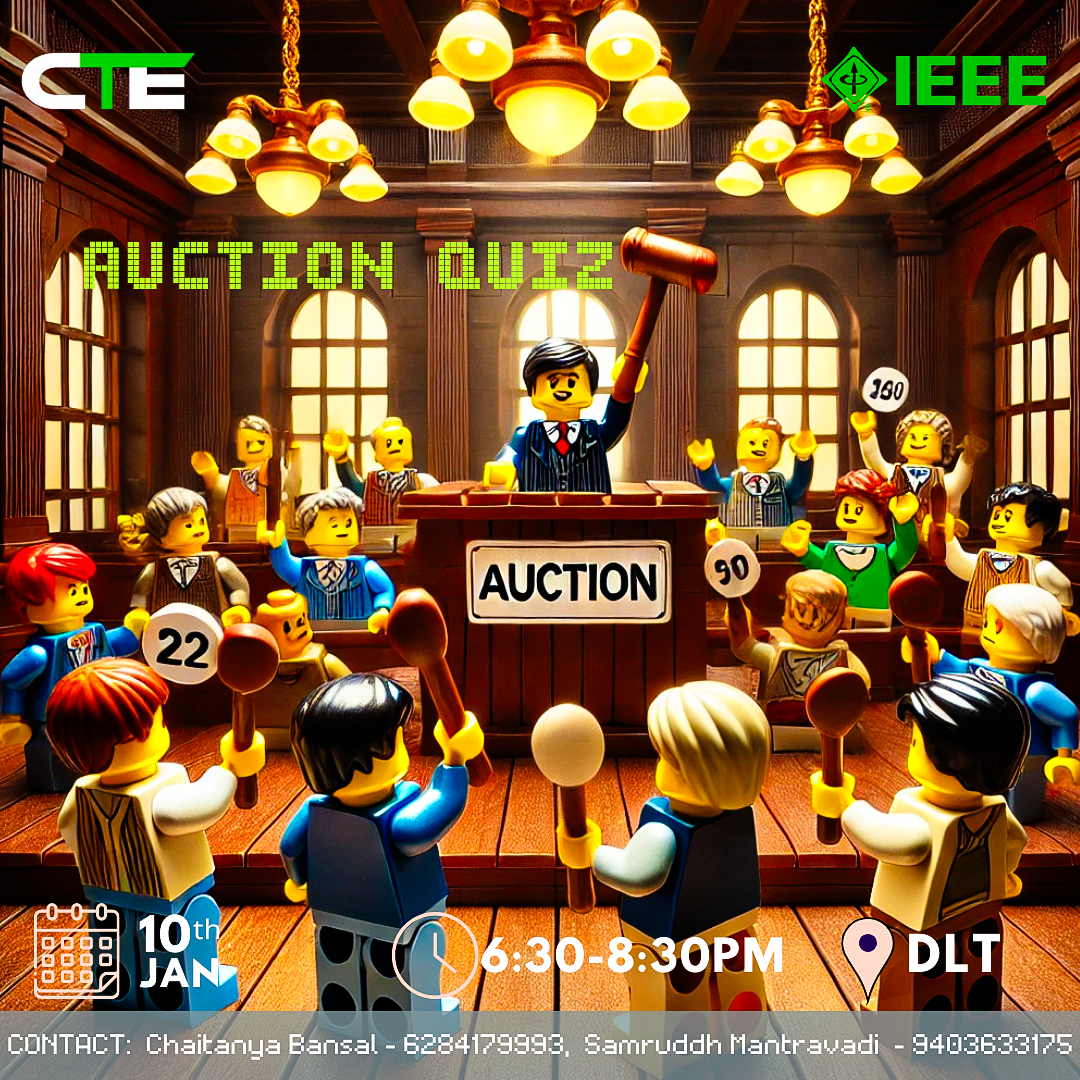 CTE
IEEE
AUCTION QUIZ
180
90
AUCTION
22
10th
JAN
6:30-8:30PM
DLT
CONTACT: Chaitanya Bansal - 6284179993, Samruddh Mantravadi - 9403633175